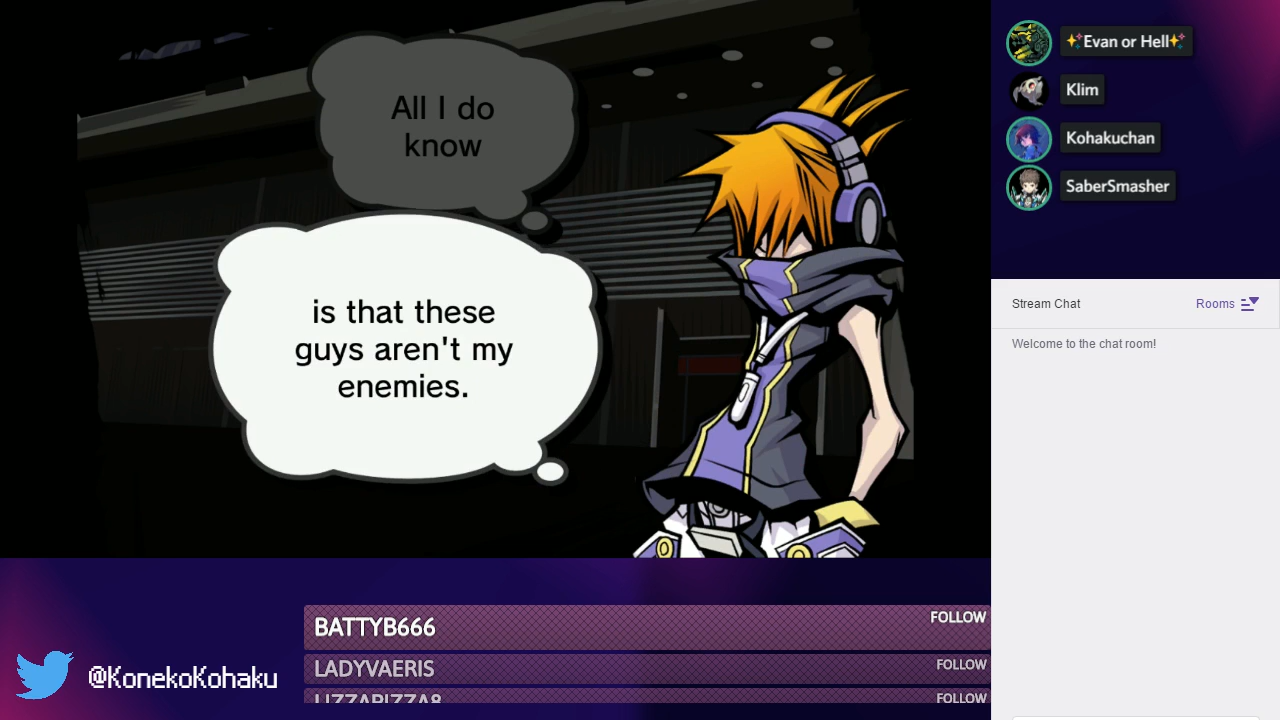 All I do
know
is that these
guys aren't my
enemies.
✨Evan or Hell✨
Klim
Kohakuchan
SaberSmasher
Stream Chat
Rooms
Welcome to the chat room!
BATTYB666 FOLLOW
LADYVAERIS FOLLOW
LIZZAPIZZA8 FOLLOW
@KonekoKohaku